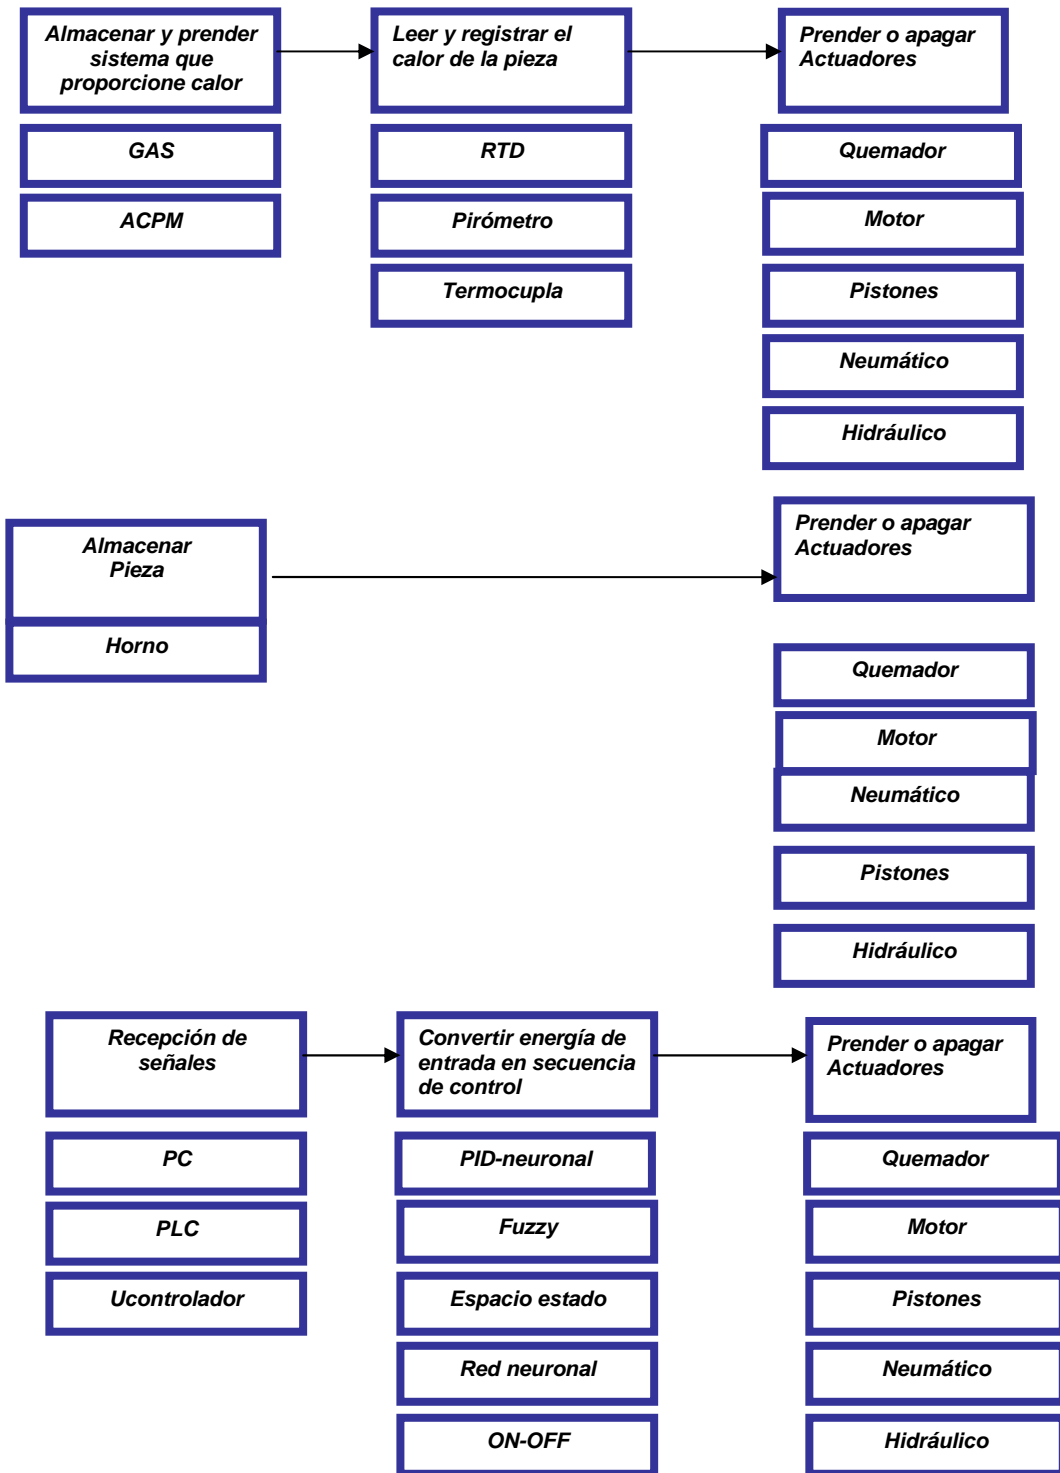 Almacenar y prender
sistema que
proporcione calor
Leer y registrar el
calor de la pieza
Prender o apagar
Actuadores
GAS
RTD
Quemador
ACPM
Pirómetro
Motor
Termocupla
Pistones
Neumático
Hidráulico
Almacenar
Pieza
Prender o apagar
Actuadores
Horno
Quemador
Motor
Neumático
Pistones
Hidráulico
Recepción de
señales
Convertir energía de
entrada en secuencia
de control
Prender o apagar
Actuadores
PC
PID-neuronal
Quemador
PLC
Fuzzy
Motor
Ucontrolador
Espacio estado
Pistones
Red neuronal
Neumático
ON-OFF
Hidráulico